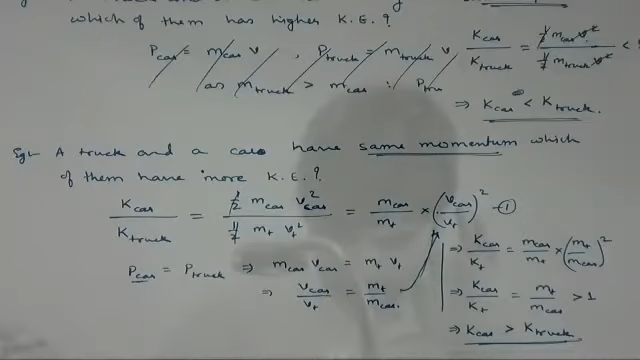 which of them has higher K.E.?
P_car = m_car v , P_truck = m_truck v
as m_truck > m_car : P_tru
K_car / K_truck = ½ m_car v² / ½ m_truck v² <
⇒ K_car < K_truck.
Eg:- A truck and a car have same momentum which
of them have more K.E.?
K_car / K_truck = ½ m_car v_car² / ½ m_t v_t² = m_car / m_t × (v_car / v_t)² — ①
P_car = P_truck ⇒ m_car v_car = m_t v_t
⇒ v_car / v_t = m_t / m_car
⇒ K_car / K_t = m_car / m_t × (m_t / m_car)²
⇒ K_car / K_t = m_t / m_car > 1
⇒ K_car > K_truck.